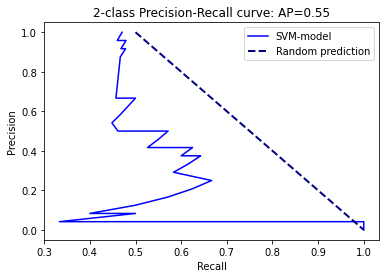 2-class Precision-Recall curve: AP=0.55
SVM-model
Random prediction
Precision
1.0
0.8
0.6
0.4
0.2
0.0
0.3 0.4 0.5 0.6 0.7 0.8 0.9 1.0
Recall